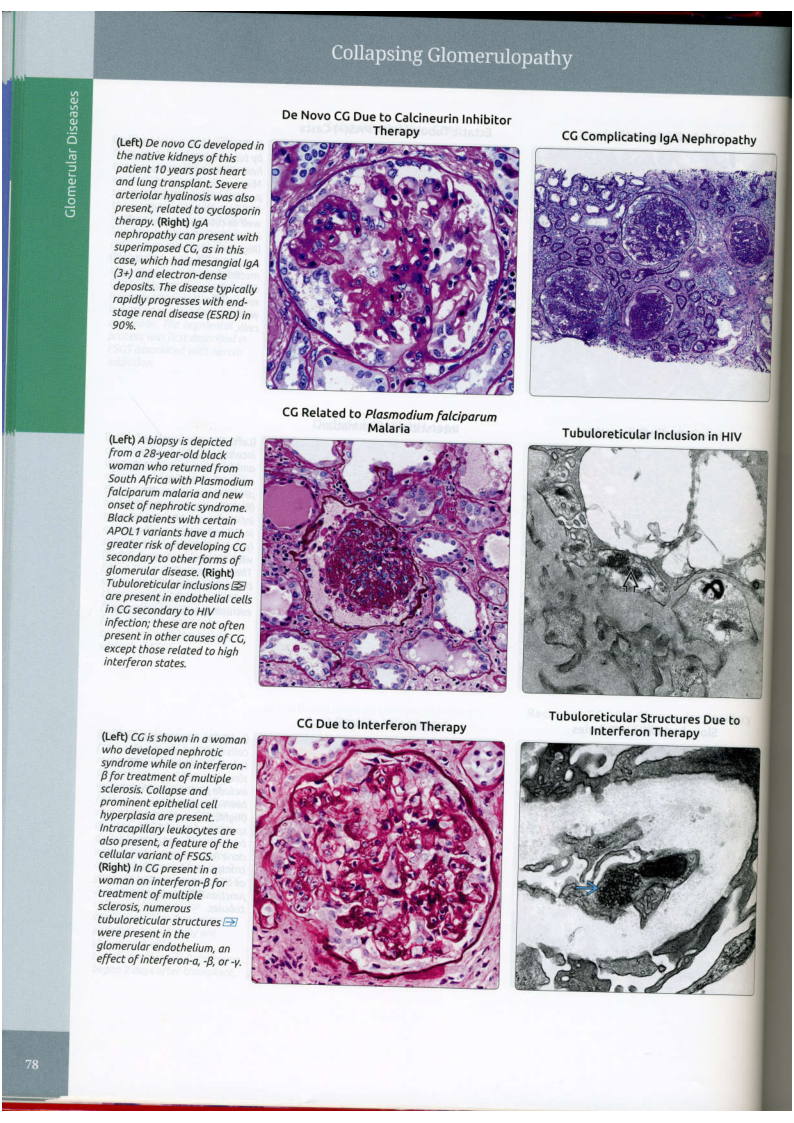 Collapsing Glomerulopathy
Glomerular Diseases
(Left) De novo CG developed in
the native kidneys of this
patient 10 years post heart
and lung transplant. Severe
arteriolar hyalinosis was also
present, related to cyclosporin
therapy. (Right) IgA
nephropathy can present with
superimposed CG, as in this
case, which had mesangial IgA
(3+) and electron-dense
deposits. The disease typically
rapidly progresses with end-
stage renal disease (ESRD) in
90%.
De Novo CG Due to Calcineurin Inhibitor
Therapy
CG Complicating IgA Nephropathy
(Left) A biopsy is depicted
from a 28-year-old black
woman who returned from
South Africa with Plasmodium
falciparum malaria and new
onset of nephrotic syndrome.
Black patients with certain
APOL1 variants have a much
greater risk of developing CG
secondary to other forms of
glomerular disease. (Right)
Tubuloreticular inclusions
are present in endothelial cells
in CG secondary to HIV
infection; these are not often
present in other causes of CG,
except those related to high
interferon states.
CG Related to Plasmodium falciparum
Malaria
Tubuloreticular Inclusion in HIV
(Left) CG is shown in a woman
who developed nephrotic
syndrome while on interferon-
β for treatment of multiple
sclerosis. Collapse and
prominent epithelial cell
hyperplasia are present.
Intracapillary leukocytes are
also present, a feature of the
cellular variant of FSGS.
(Right) In CG present in a
woman on interferon-β for
treatment of multiple
sclerosis, numerous
tubuloreticular structures
were present in the
glomerular endothelium, an
effect of interferon-α, -β, or -γ.
CG Due to Interferon Therapy
Tubuloreticular Structures Due to
Interferon Therapy
78